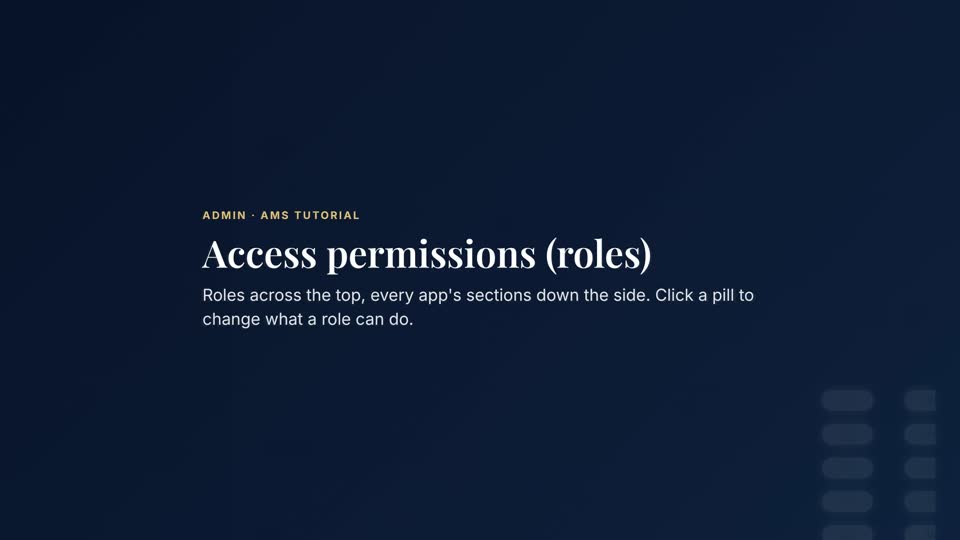 ADMIN · AMS TUTORIAL
Access permissions (roles)
Roles across the top, every app's sections down the side. Click a pill to
change what a role can do.